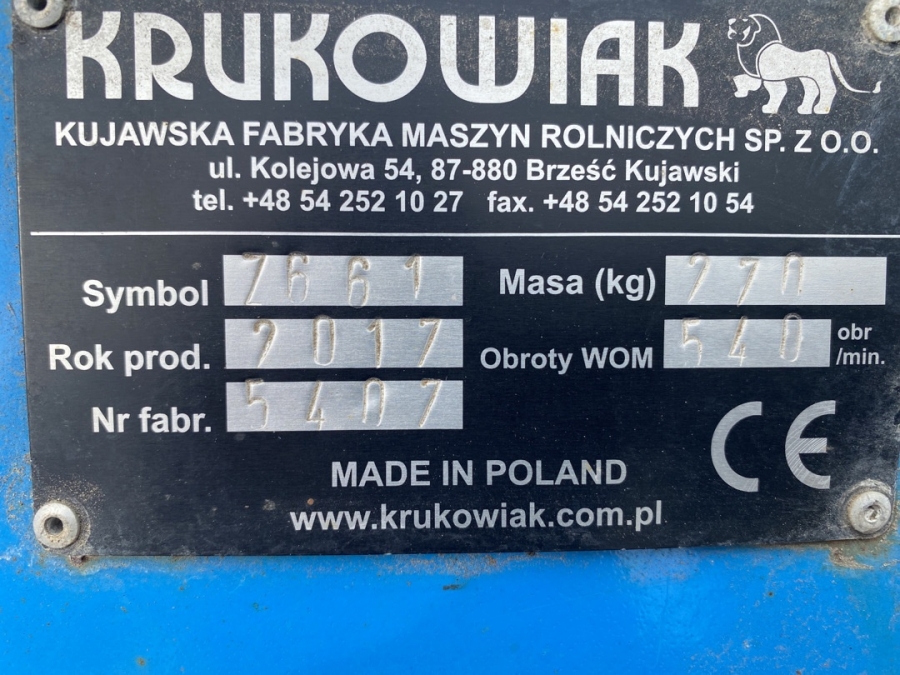 KRUKOWIAK
KUJAWSKA FABRYKA MASZYN ROLNICZYCH SP. Z O.O.
ul. Kolejowa 54, 87-880 Brześć Kujawski
tel. +48 54 252 10 27 fax. +48 54 252 10 54
Symbol 7661 Masa (kg) 270
Rok prod. 2017 Obroty WOM 540 obr /min.
Nr fabr. 5407
CE
MADE IN POLAND
www.krukowiak.com.pl